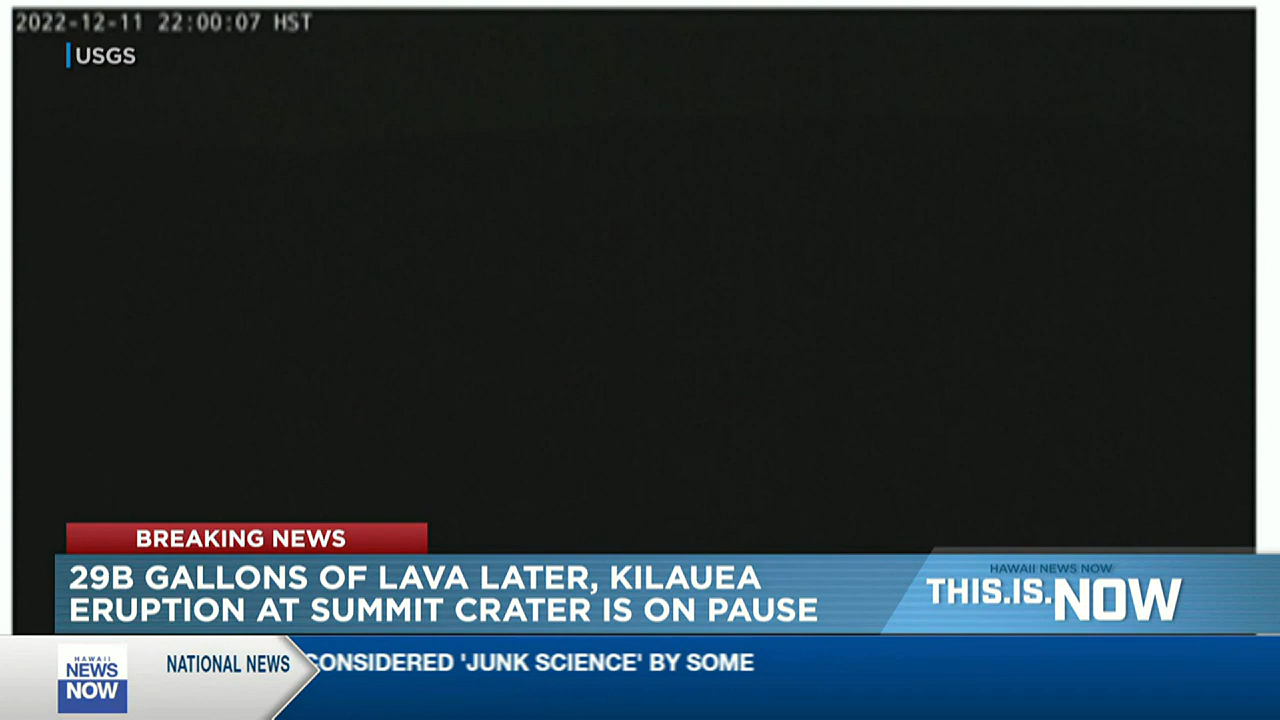 2022-12-11 22:00:07 HST
USGS
BREAKING NEWS
29B GALLONS OF LAVA LATER, KILAUEA
ERUPTION AT SUMMIT CRATER IS ON PAUSE
HAWAII NEWS NOW
THIS.IS.NOW
HAWAII
NEWS
NOW
NATIONAL NEWS
CONSIDERED 'JUNK SCIENCE' BY SOME